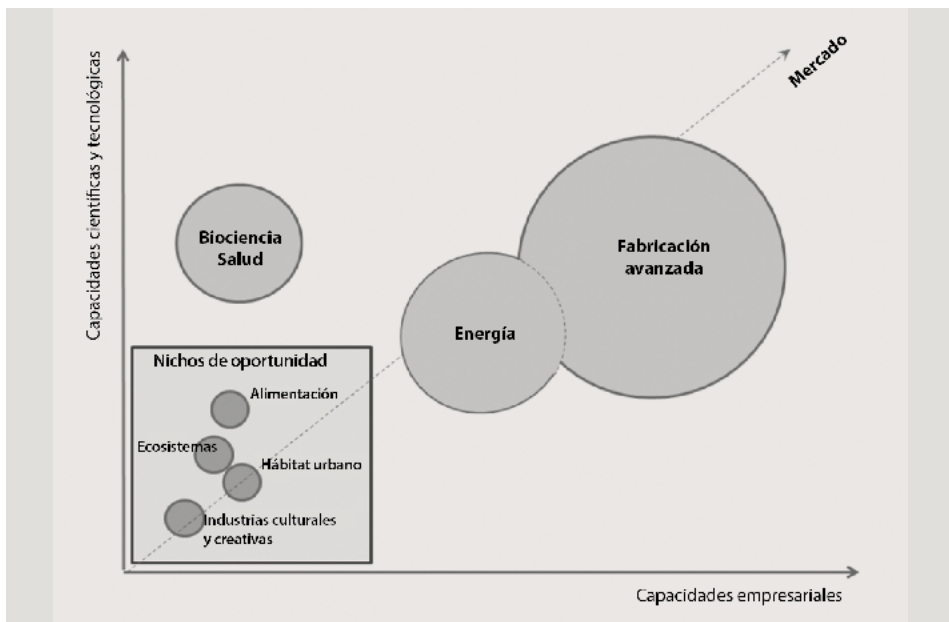 Mercado
Capacidades científicas y tecnológicas
Biociencia
Salud
Fabricación
avanzada
Energía
Nichos de oportunidad
Alimentación
Ecosistemas
Hábitat urbano
Industrias culturales
y creativas
Capacidades empresariales